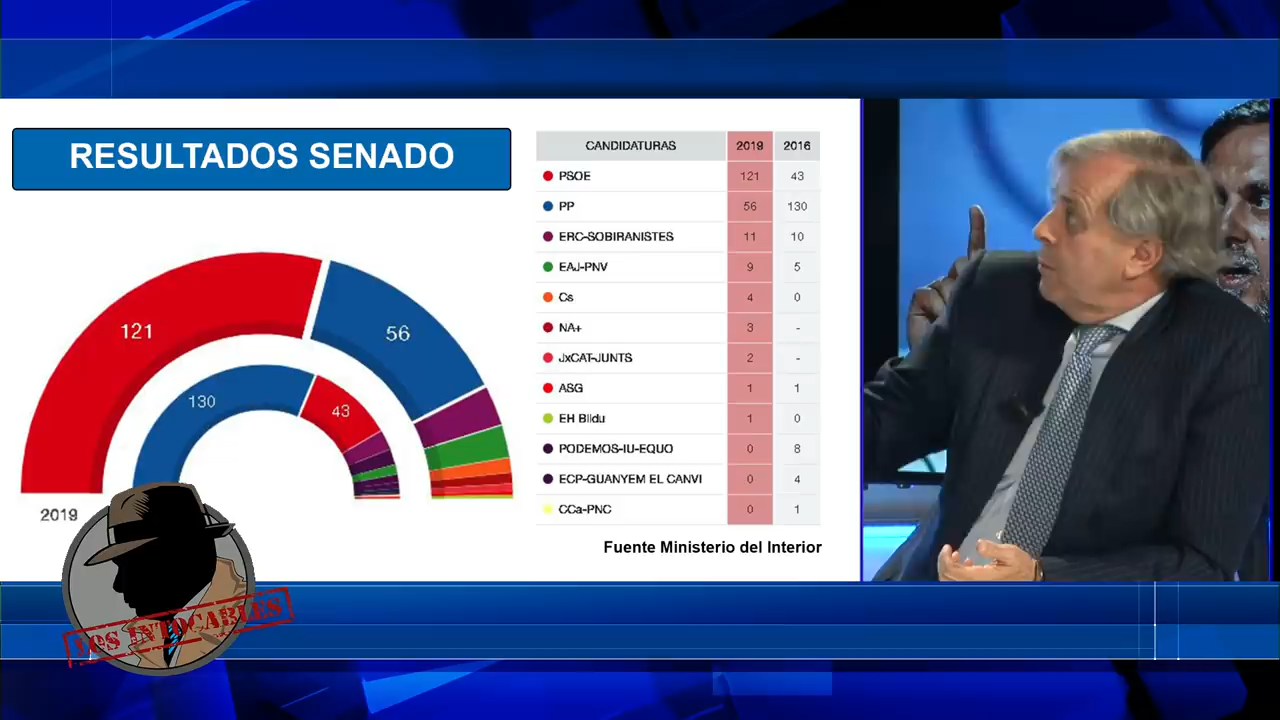 RESULTADOS SENADO
121
56
130
43
2019
CANDIDATURAS 2019 2016
PSOE 121 43
PP 56 130
ERC-SOBIRANISTES 11 10
EAJ-PNV 9 5
Cs 4 0
NA+ 3 -
JxCAT-JUNTS 2 -
ASG 1 1
EH Bildu 1 0
PODEMOS-IU-EQUO 0 8
ECP-GUANYEM EL CANVI 0 4
CCa-PNC 0 1
Fuente Ministerio del Interior
LOS INTOCABLES